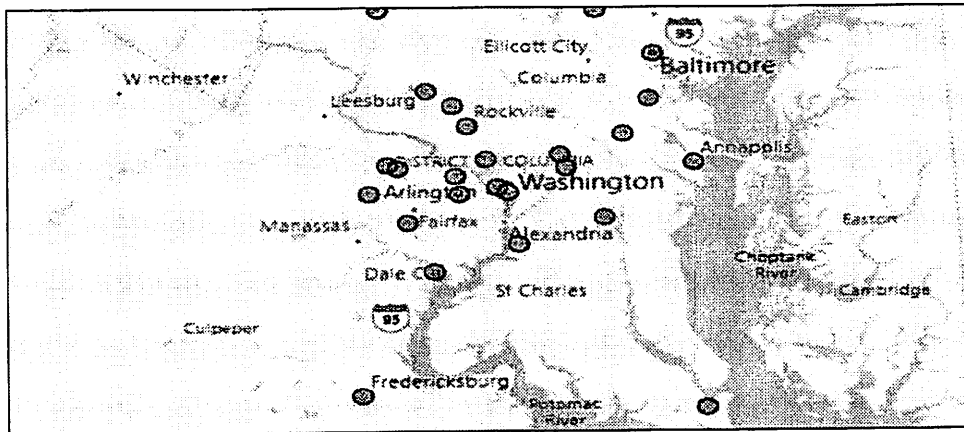 95
Ellicott City
Baltimore
Winchester
Columbia
Leesburg
Rockville
Annapolis
STRICT
COLUMBIA
Washington
Arlington
Fairfax
Manassas
Alexandria
Easton
Choptank
River
Dale C
St Charles
Cambridge
95
Culpeper
Fredericksburg
Potomac
River